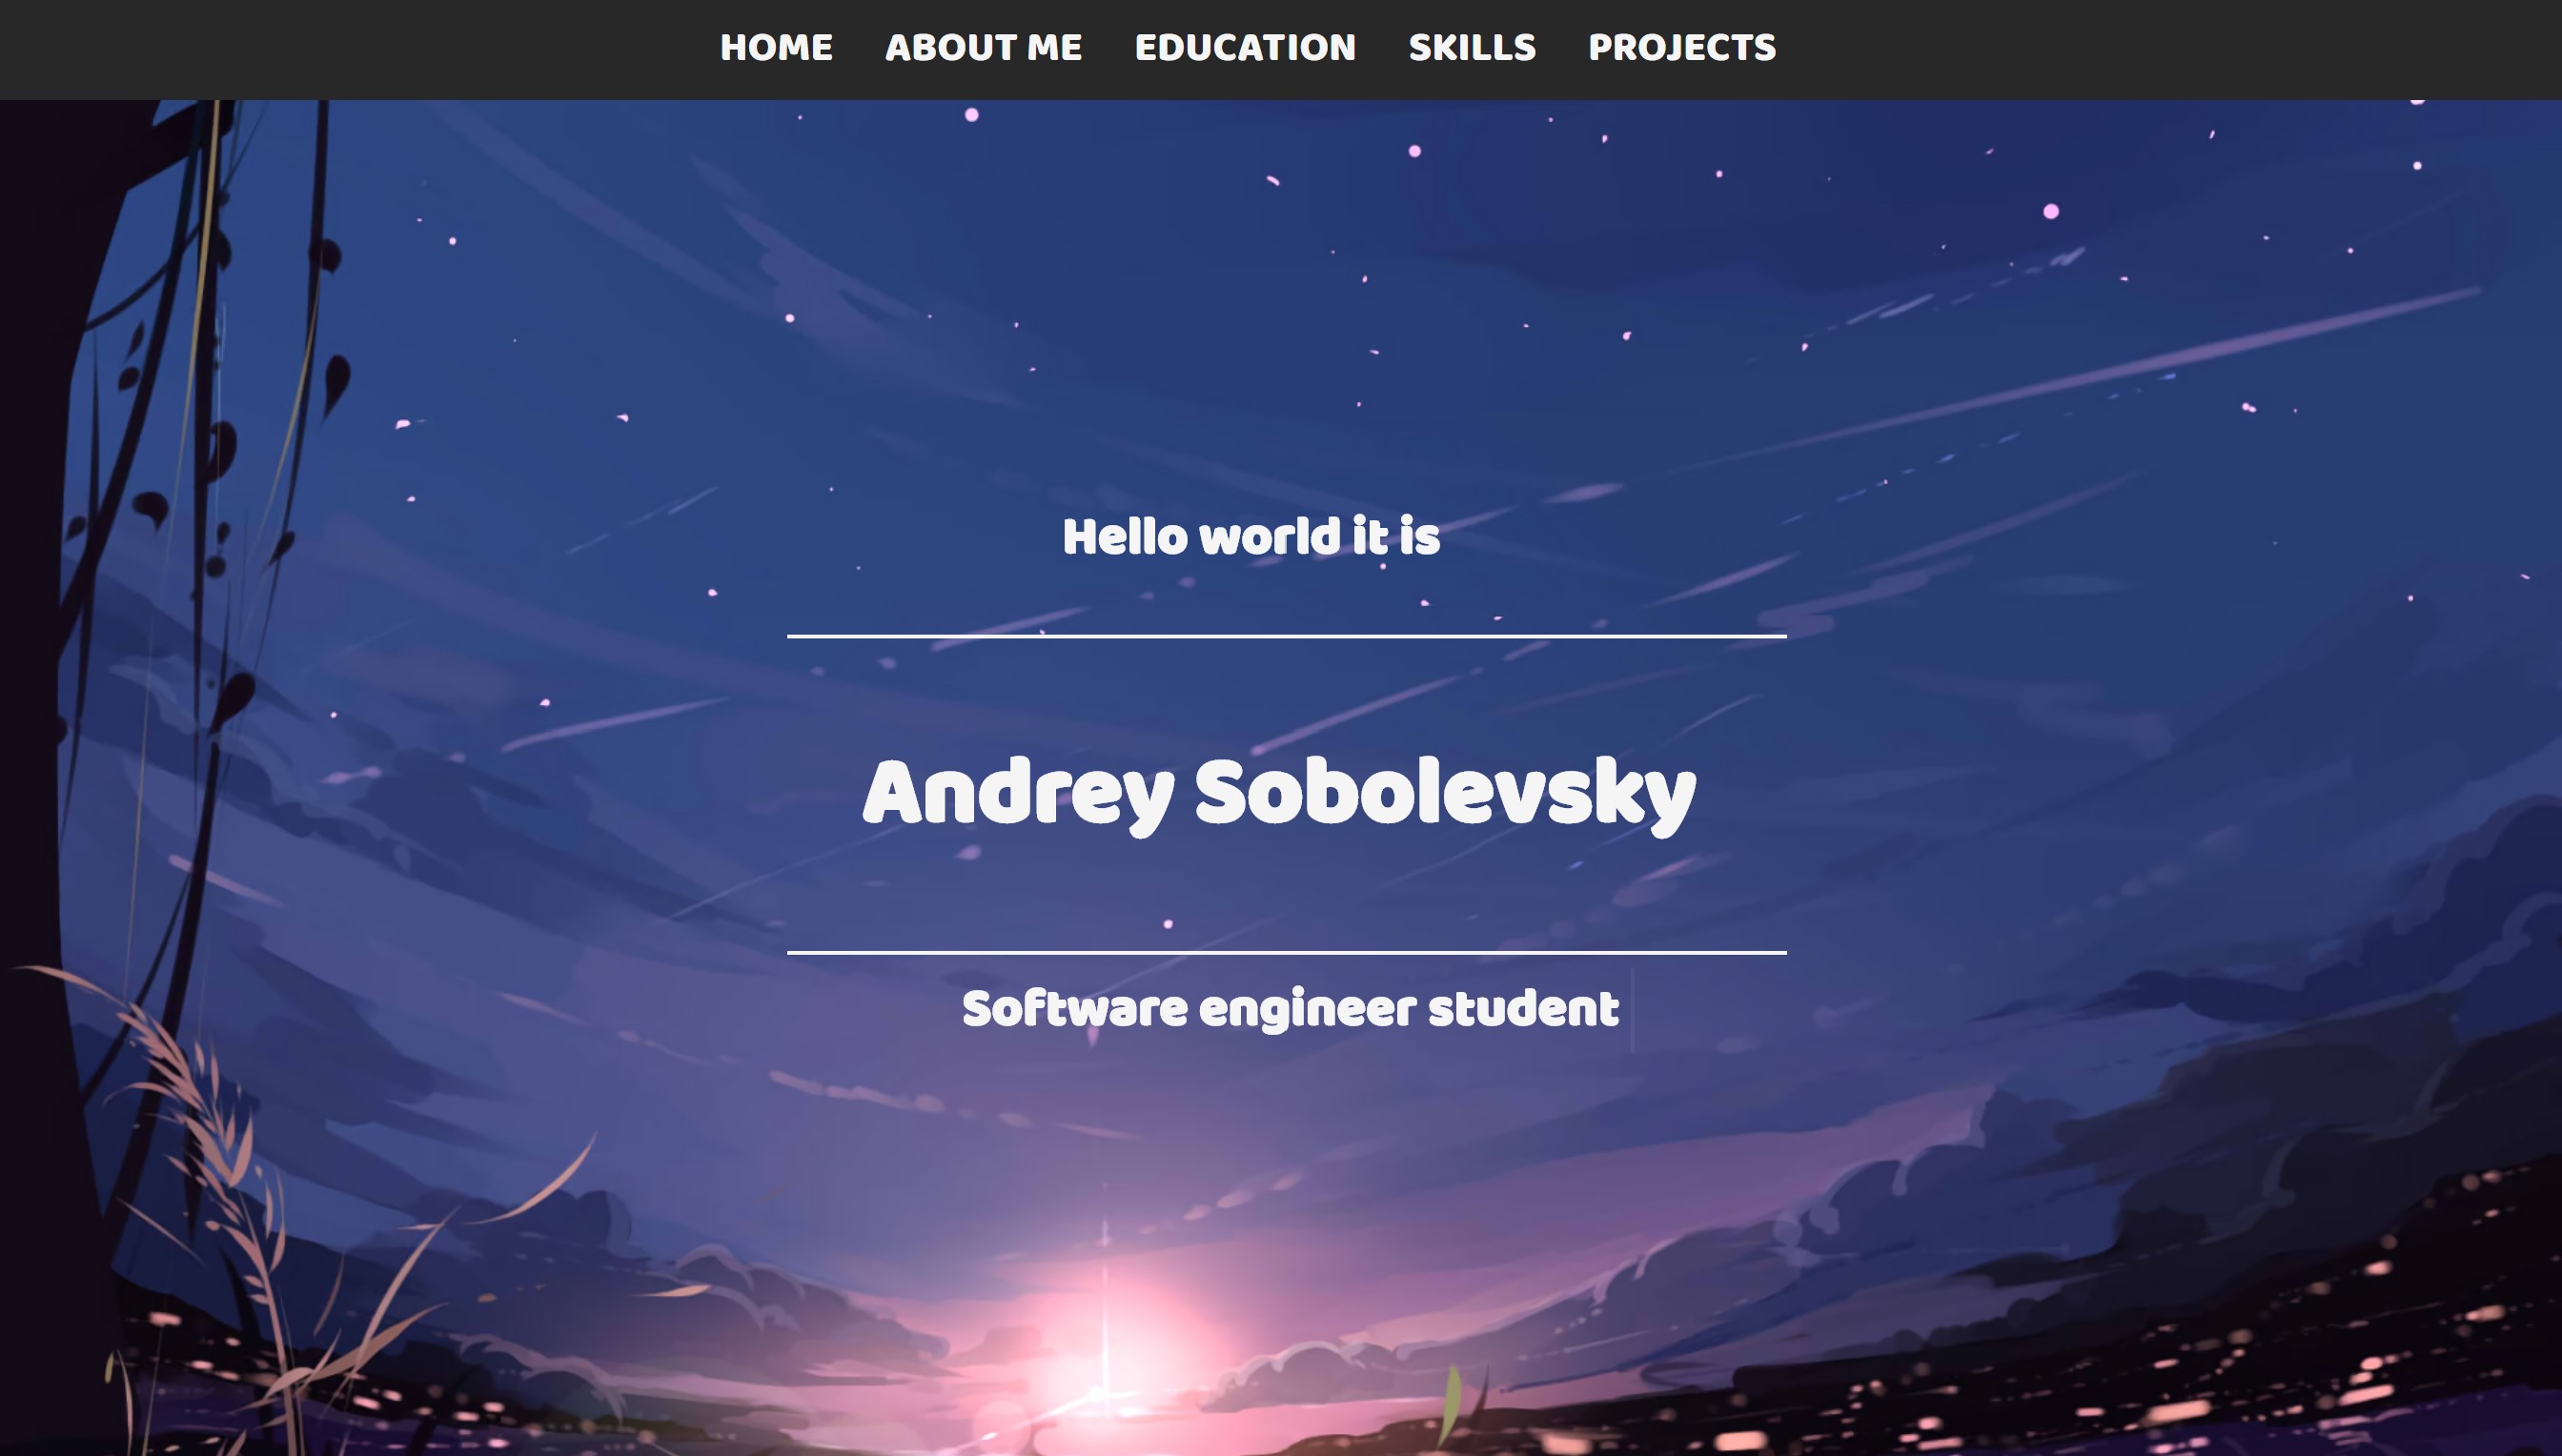 HOME ABOUT ME EDUCATION SKILLS PROJECTS
Hello world it is
Andrey Sobolevsky
Software engineer student